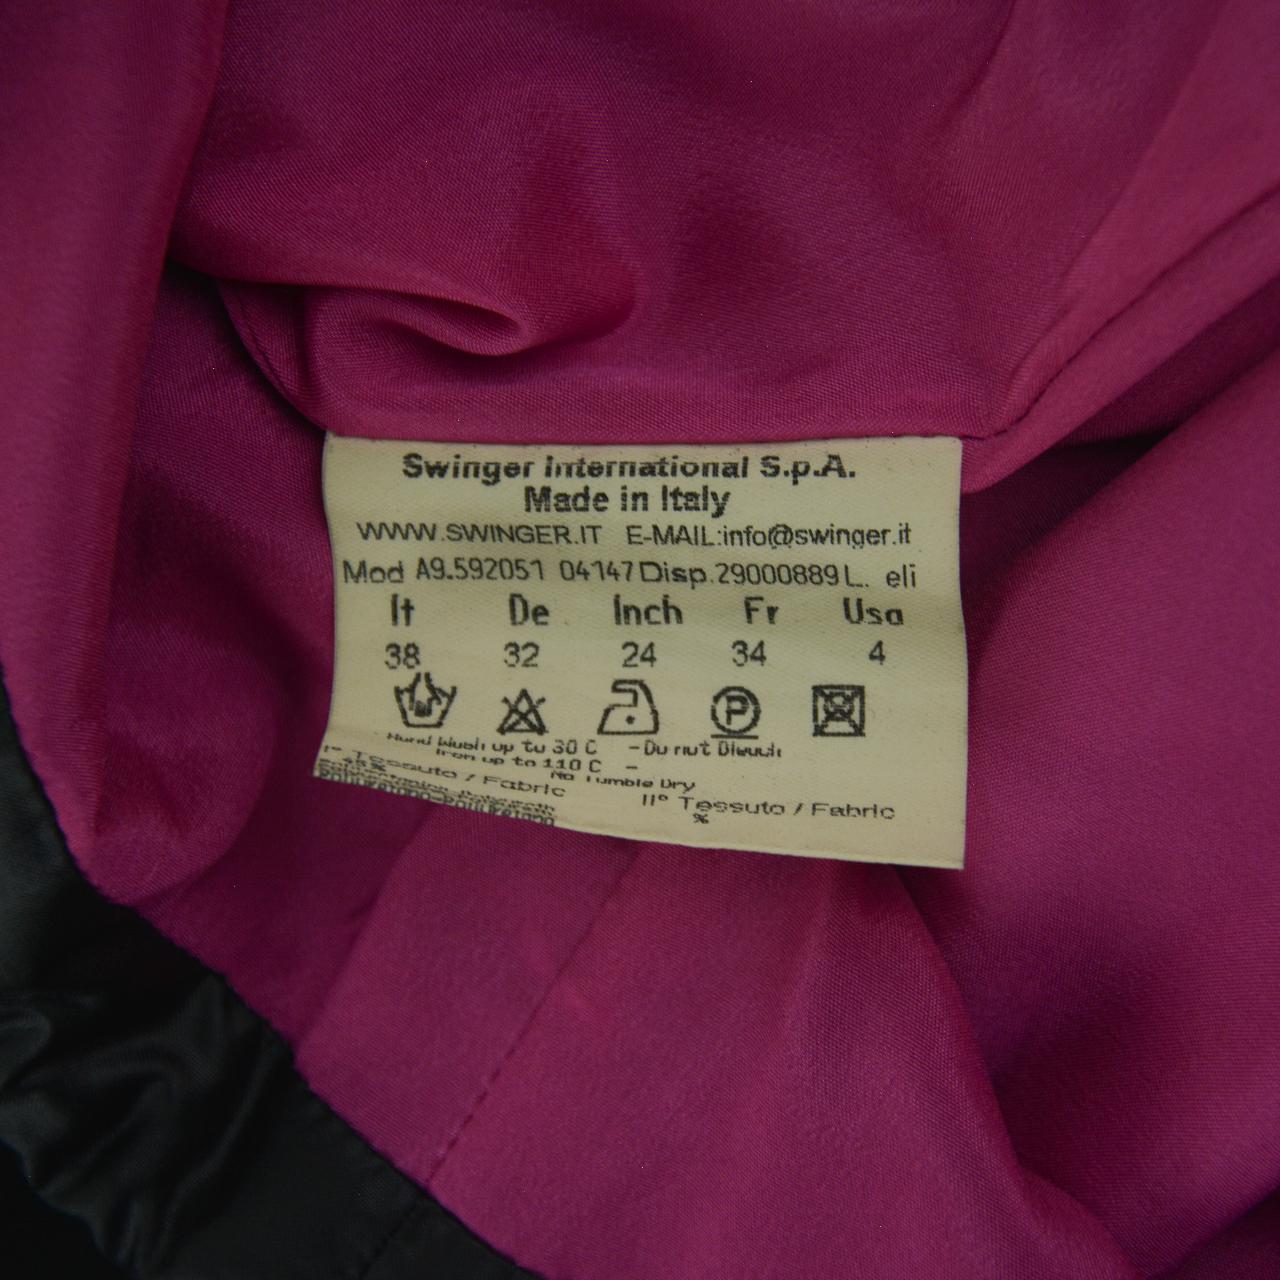 Swinger International S.p.A.
Made in Italy
WWW.SWINGER.IT E-MAIL:info@swinger.it
Mod A9.592051 04147 Disp.29000889 L. eli
It De Inch Fr Usa
38 32 24 34 4
P
Hand Wash up to 30 C - Do not Bleach
Iron up to 110 C -
No Tumble Dry
I° Tessuto / Fabric
II° Tessuto / Fabric
%